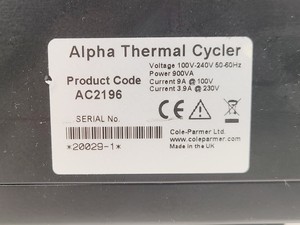 Alpha Thermal Cycler
Voltage 100V-240V 50-60Hz
Power 900VA
Current 9A @ 100V
Current 3.9A @ 230V
Product Code
AC2196
CE
SERIAL No.
*20029-1*
Cole-Parmer Ltd.
coleparmer.com
Made in the UK